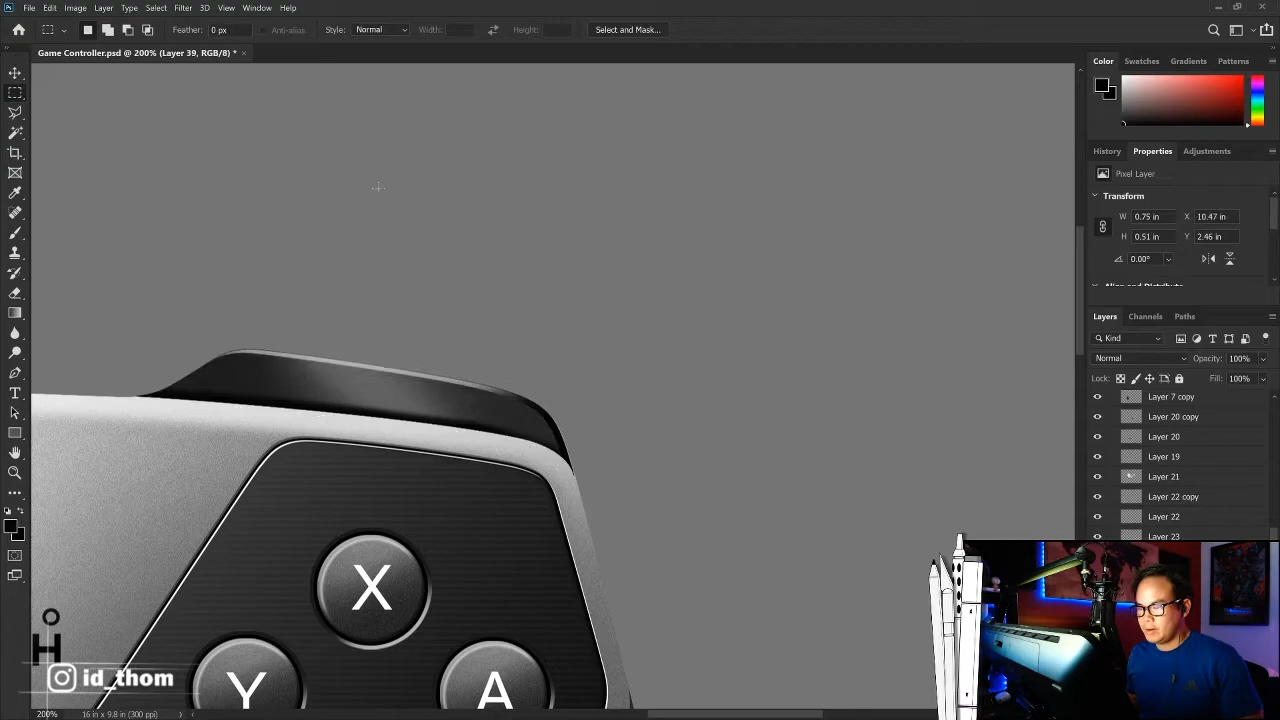 File Edit Image Layer Type Select Filter 3D View Window Help
Feather: 0 px Anti-alias Style: Normal Width: Height: Select and Mask...
Game Controller.psd @ 200% (Layer 39, RGB/8) * ×
Color Swatches Gradients Patterns
History Properties Adjustments
Pixel Layer
Transform
W 0.75 in X 10.47 in
H 0.51 in Y 2.46 in
0.00°
Align and Distribute
Layers Channels Paths
Kind
Normal Opacity: 100%
Lock: Fill: 100%
Layer 7 copy
Layer 20 copy
Layer 20
Layer 19
Layer 21
Layer 22 copy
Layer 22
Layer 23
X
Y
A
H
id_thom
200% 16 in x 9.8 in (300 ppi)